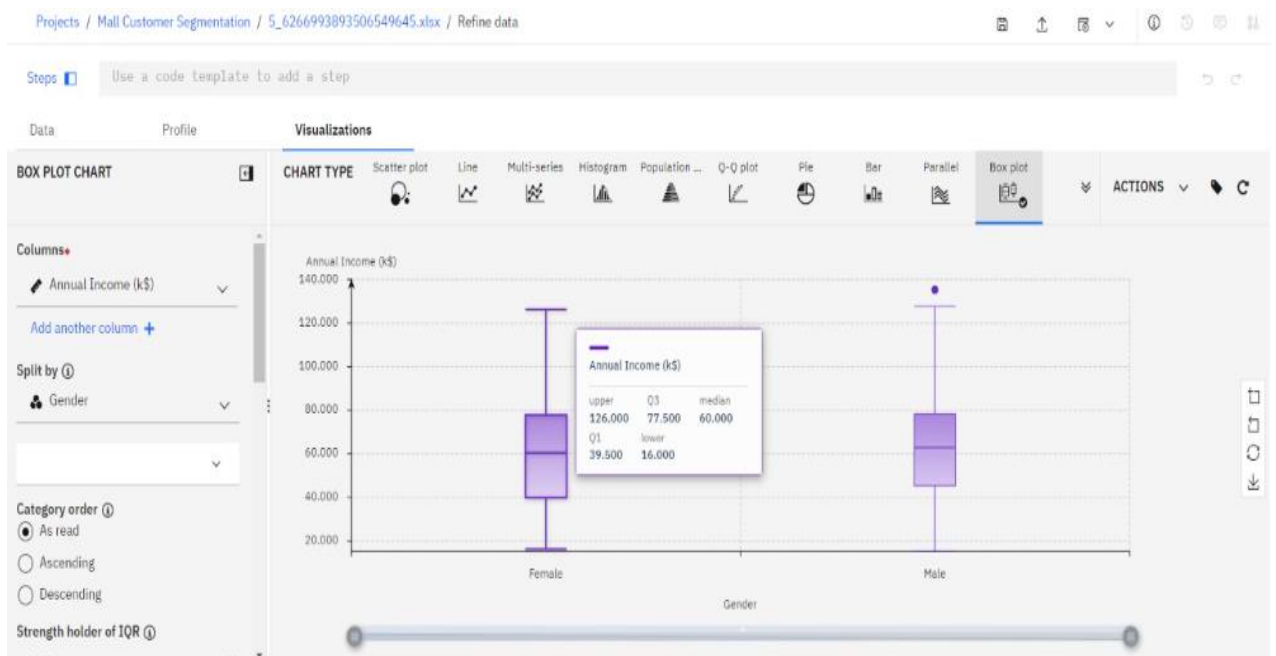 Projects / Mall Customer Segmentation / 5_6266993893506549645.xlsx / Refine data
Steps Use a code template to add a step
Data Profile Visualizations
BOX PLOT CHART
CHART TYPE Scatter plot Line Multi-series Histogram Population ... Q-Q plot Pie Bar Parallel Box plot ACTIONS
Columns
Annual Income (k$)
Add another column +
Split by
Gender
Category order
As read
Ascending
Descending
Strength holder of IQR
Annual Income (k$)
140.000
120.000
100.000
80.000
60.000
40.000
20.000
Annual Income (k$)
upper Q3 median
126.000 77.500 60.000
Q1 lower
39.500 16.000
Female Male
Gender